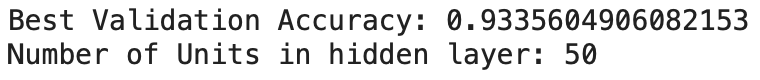 Best Validation Accuracy: 0.9335604906082153
Number of Units in hidden layer: 50